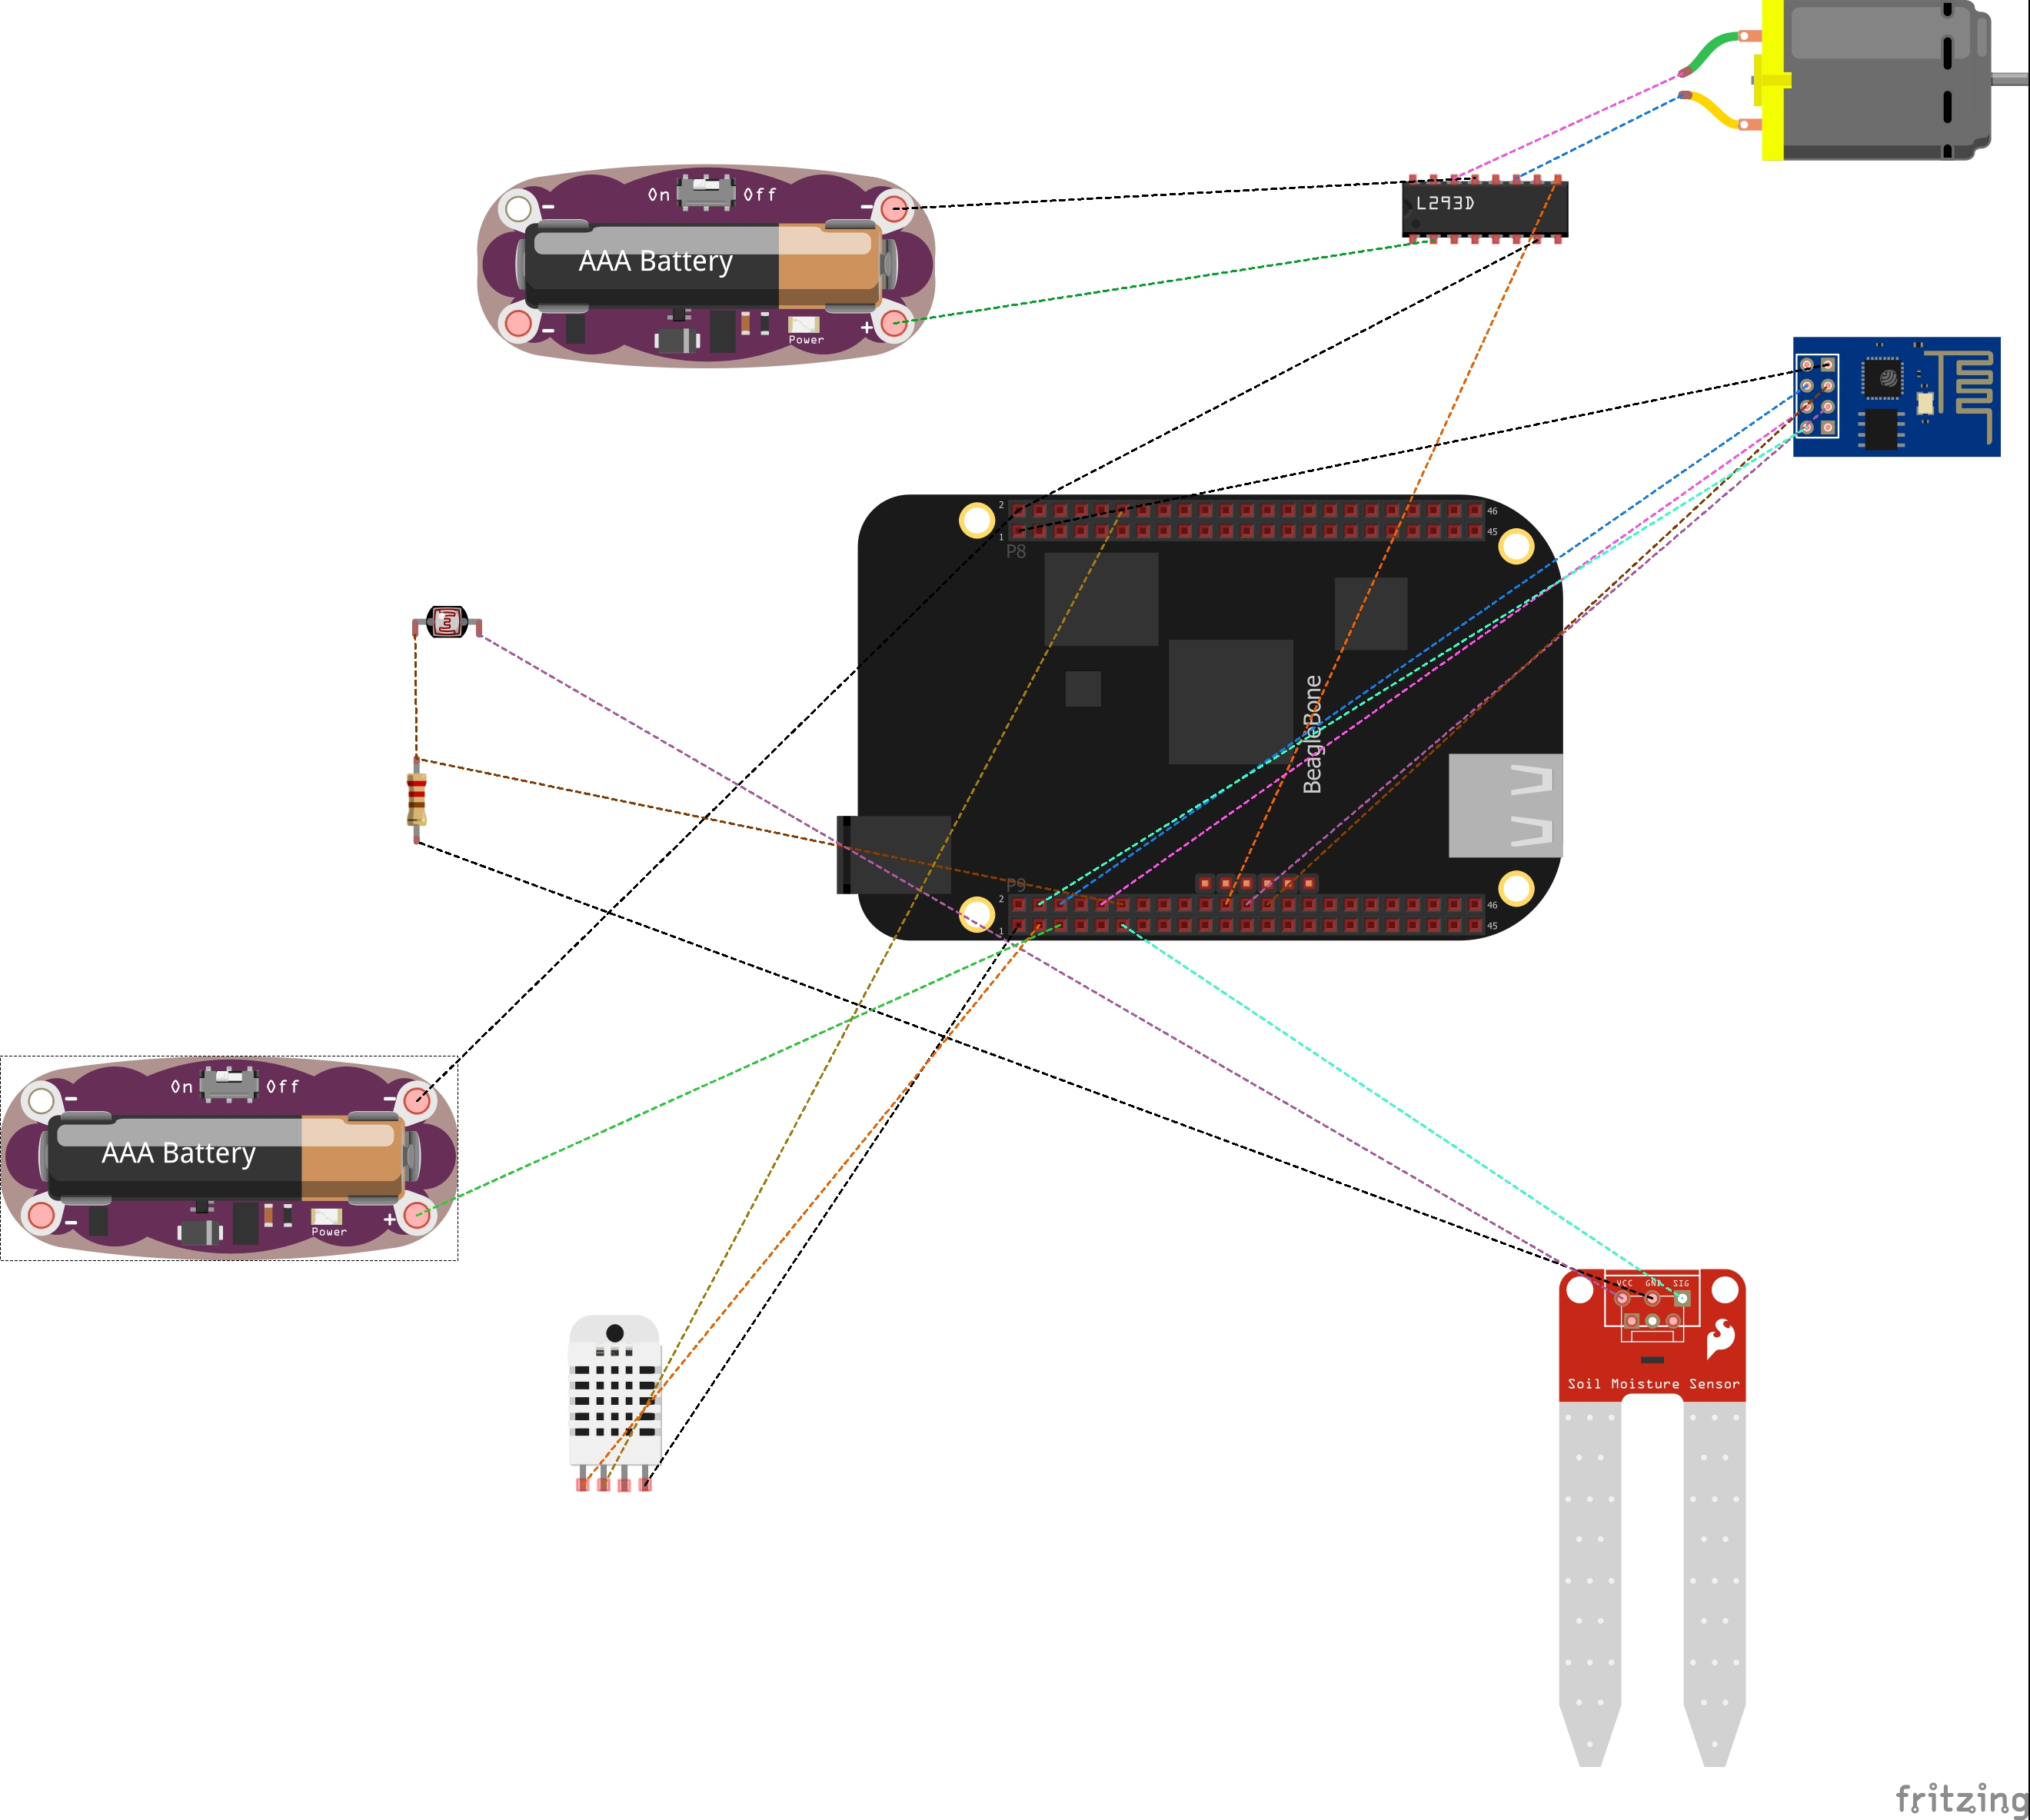 On Off
- -
AAA Battery
- +
Power
L293D
2 46
1 45
P8
BeagleBone
P9
2 46
1 45
On Off
- -
AAA Battery
- +
Power
VCC GND SIG
Soil Moisture Sensor
fritzing